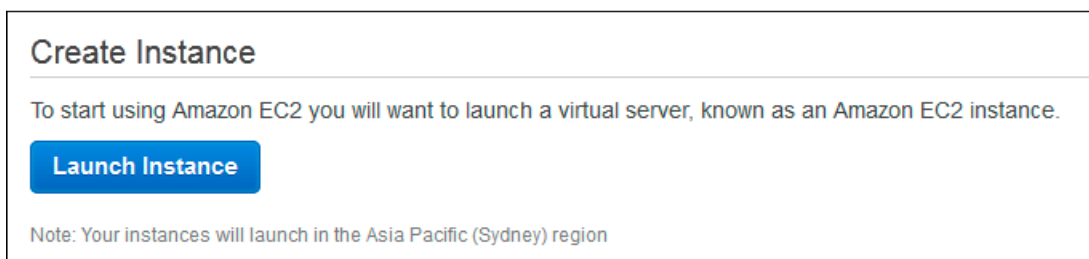 Create Instance
To start using Amazon EC2 you will want to launch a virtual server, known as an Amazon EC2 instance.
Launch Instance
Note: Your instances will launch in the Asia Pacific (Sydney) region